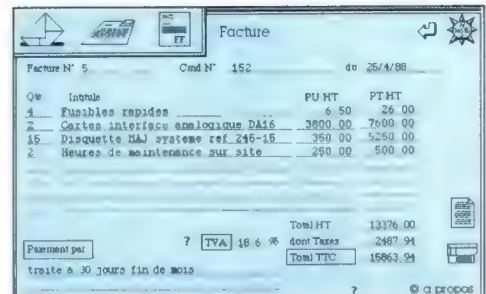 FF
Facture
Facture N° 5 Cmd N° 152 du 25/4/88
Qte Intitule PU HT PT HT
4 Fusibles rapides 6 50 26 00
2 Cartes interface analogique DA16 3800 00 7600 00
15 Disquette MAJ systeme ref 246-15 350 00 5250 00
2 Heures de maintenance sur site 250 00 500 00
Total HT 13376 00
? TVA 18 6 % dont Taxes 2487 94
Paiement par Total TTC 15863 94
traite a 30 jours fin de mois
? © a propos